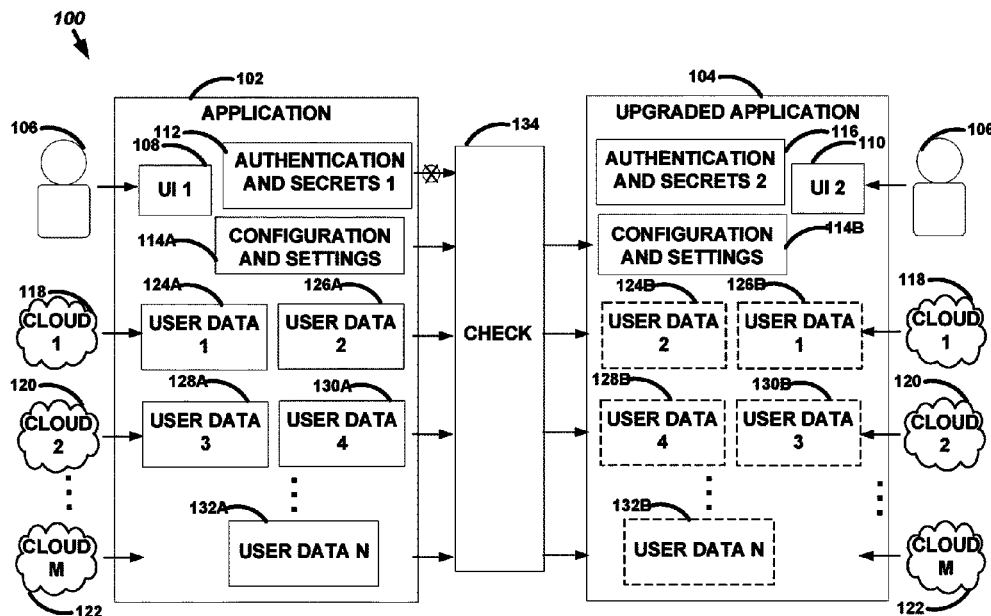 100
102
104
APPLICATION
UPGRADED APPLICATION
106
112
108
134
116
110
106
AUTHENTICATION
AND SECRETS 1
UI 1
AUTHENTICATION
AND SECRETS 2
UI 2
114A
CONFIGURATION
AND SETTINGS
CONFIGURATION
AND SETTINGS
114B
118
124A
126A
124B
126B
118
CLOUD
1
USER DATA
1
USER DATA
2
CHECK
USER DATA
2
USER DATA
1
CLOUD
1
120
128A
130A
128B
130B
120
CLOUD
2
USER DATA
3
USER DATA
4
USER DATA
4
USER DATA
3
CLOUD
2
132A
132B
CLOUD
M
USER DATA N
USER DATA N
CLOUD
M
122
122